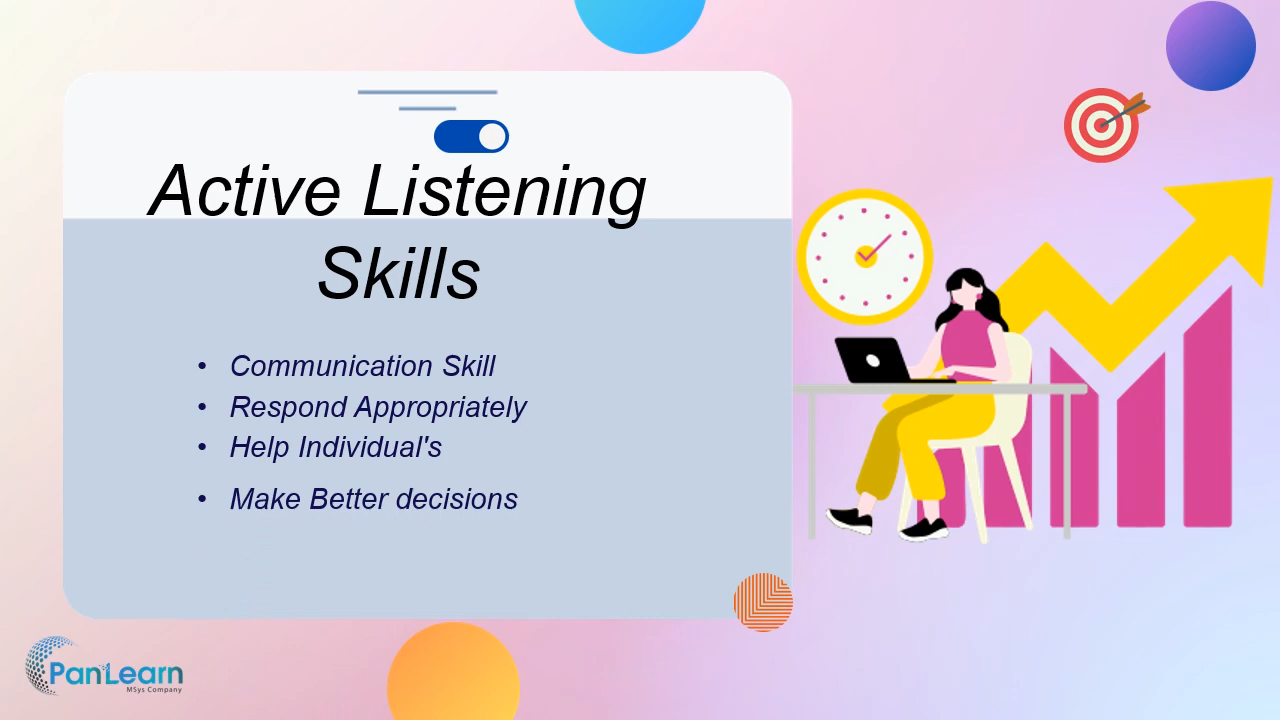 Active Listening
Skills
• Communication Skill
• Respond Appropriately
• Help Individual's
• Make Better decisions
PanLearn
MSys Company